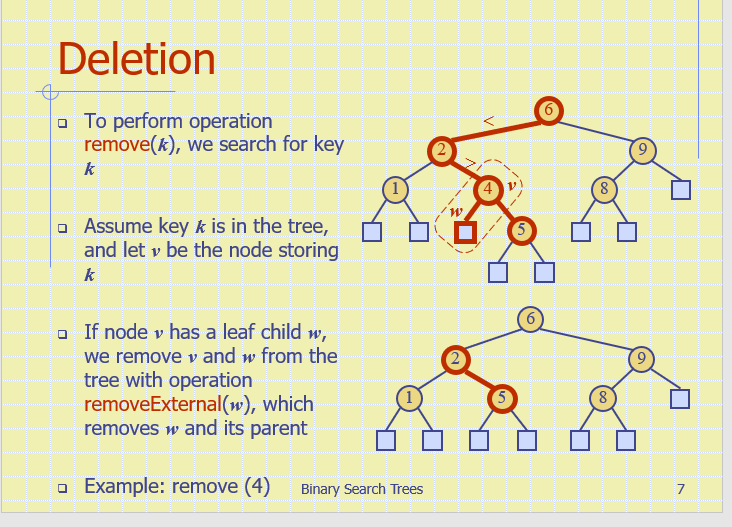 Deletion
To perform operation
remove(k), we search for key
k
Assume key k is in the tree,
and let v be the node storing
k
If node v has a leaf child w,
we remove v and w from the
tree with operation
removeExternal(w), which
removes w and its parent
Example: remove (4)
6
<
2
9
>
1
4
v
8
w
5
6
2
9
1
5
8
Binary Search Trees
7